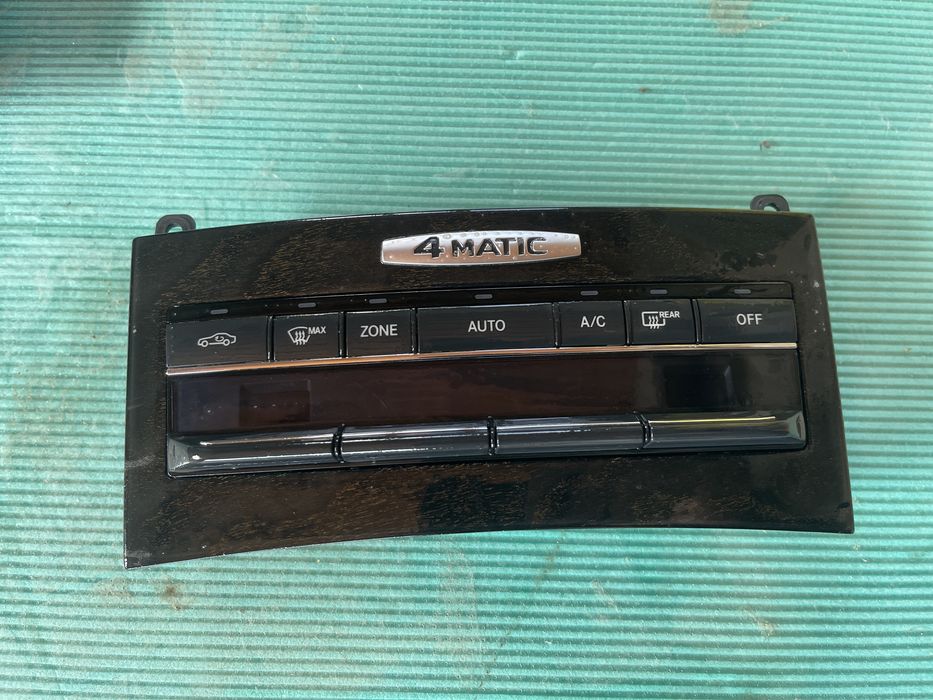 4MATIC
MAX
ZONE
AUTO
A/C
REAR
OFF